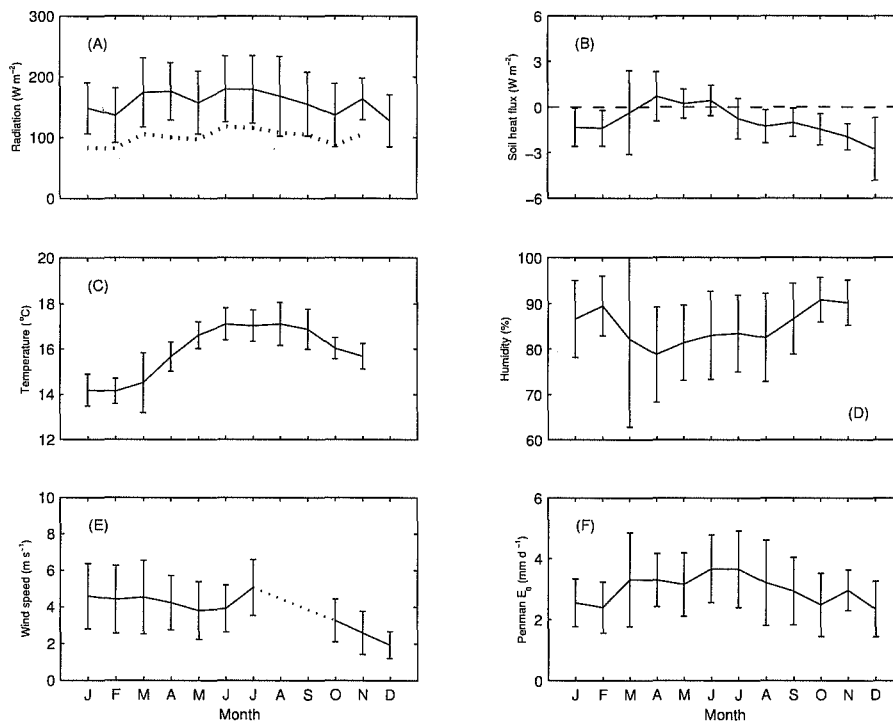 (A)
Radiation (W m⁻²)
300
200
100
0
(B)
Soil heat flux (W m⁻²)
6
3
0
-3
-6
(C)
Temperature (°C)
20
18
16
14
12
(D)
Humidity (%)
100
90
80
70
60
(E)
Wind speed (m s⁻¹)
10
8
6
4
2
0
J F M A M J J A S O N D
Month
(F)
Penman E₀ (mm d⁻¹)
6
4
2
0
J F M A M J J A S O N D
Month